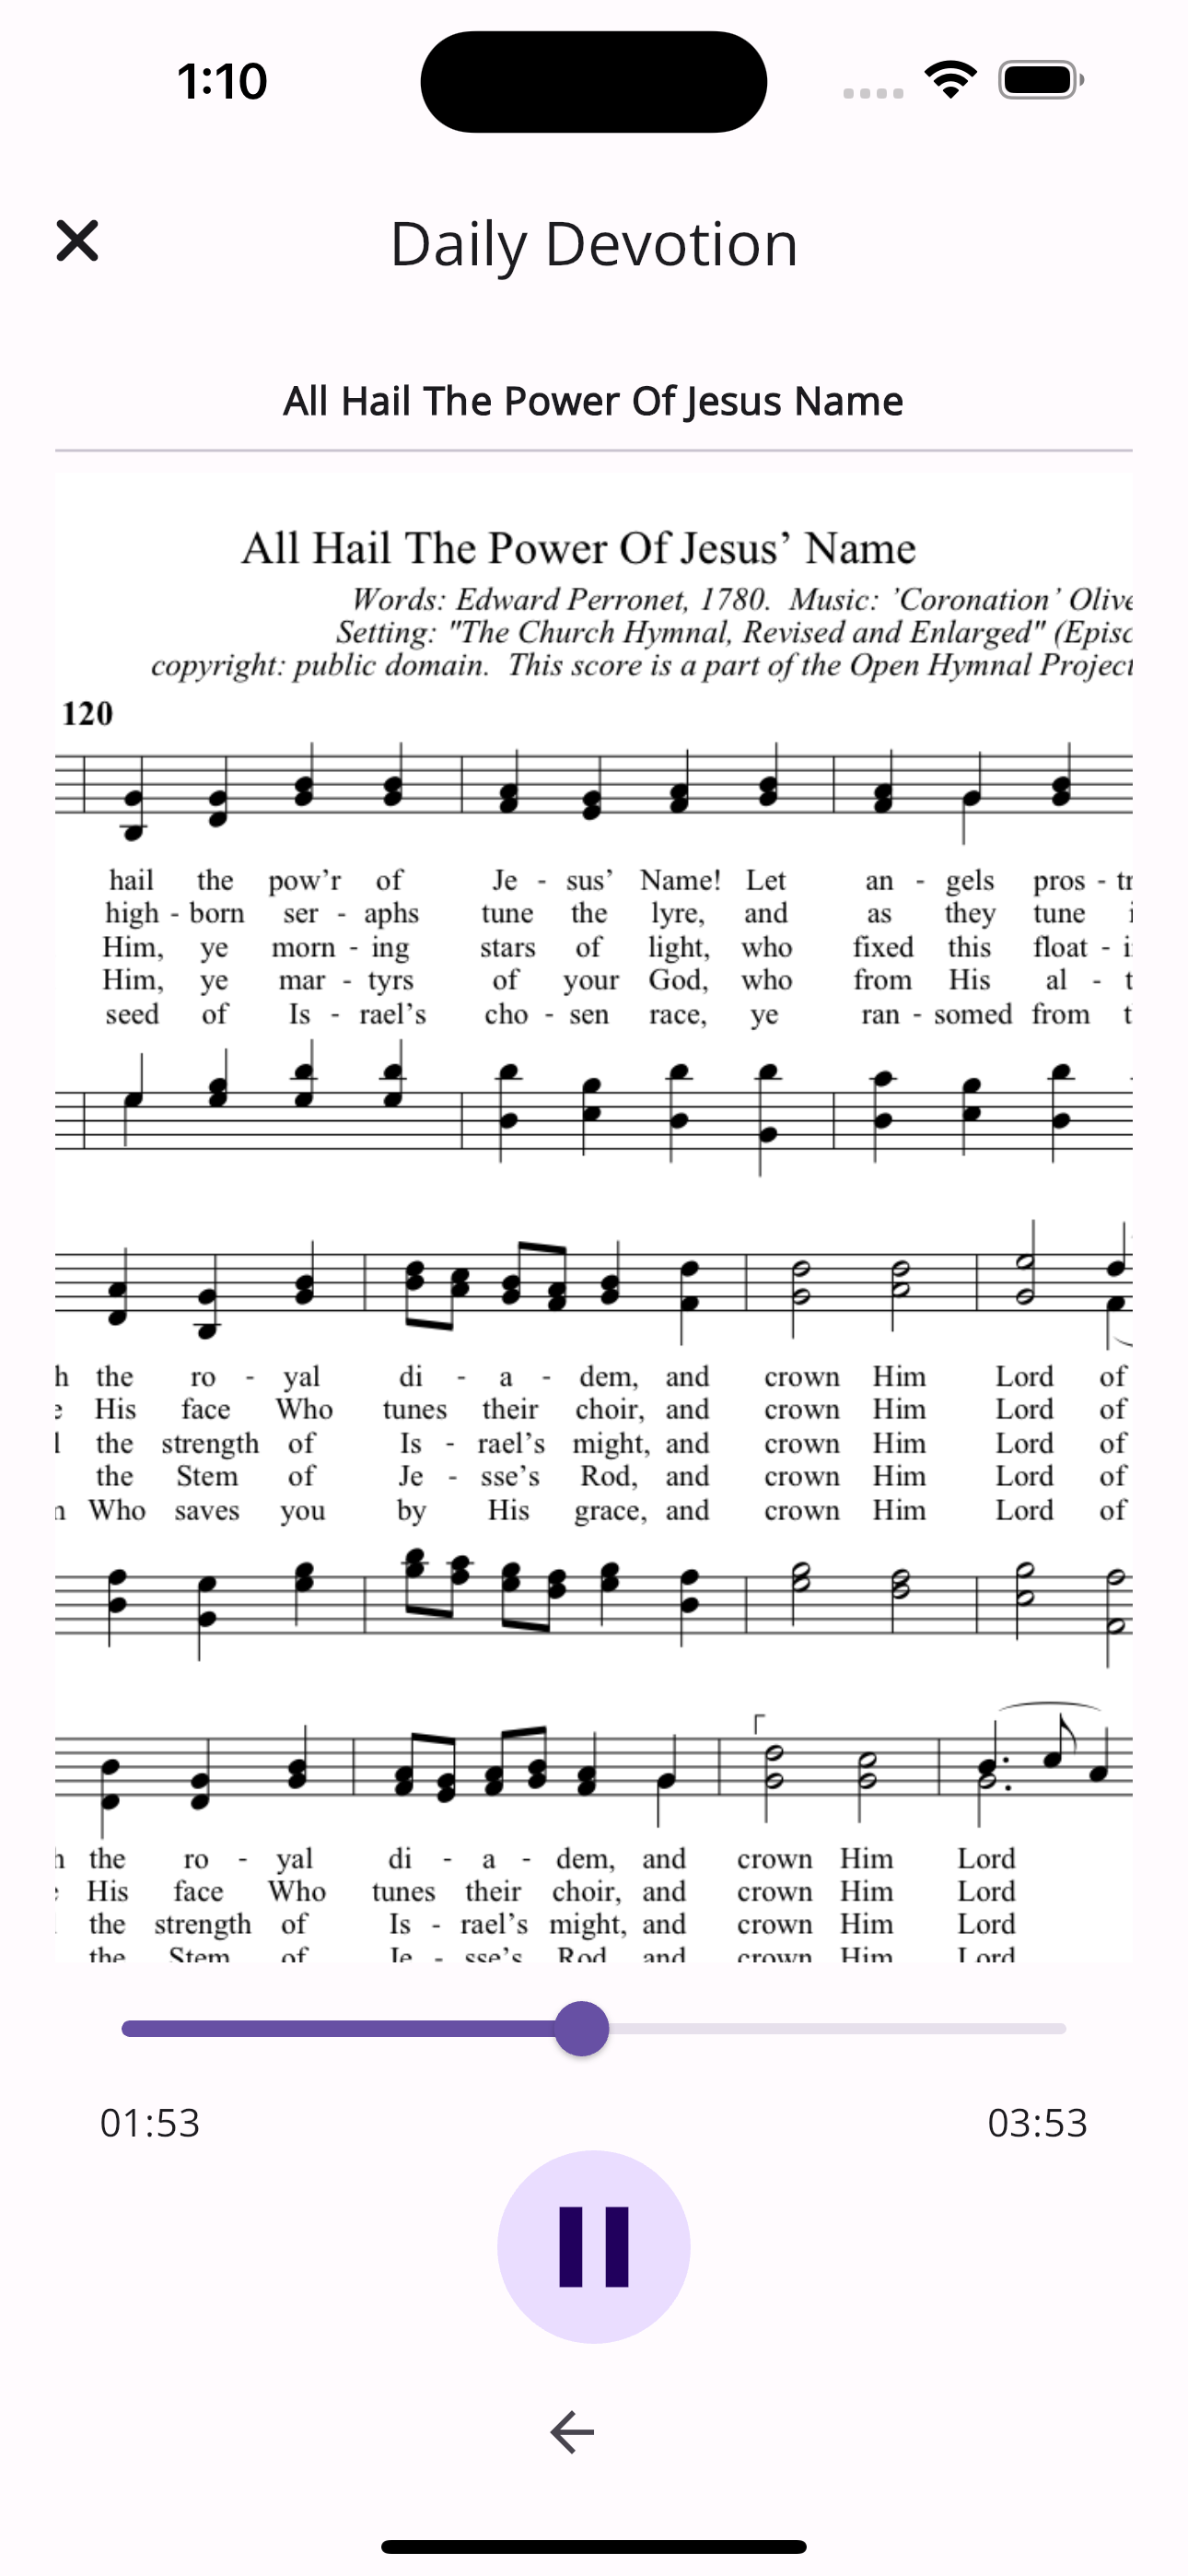 1:10
Daily Devotion
All Hail The Power Of Jesus Name
All Hail The Power Of Jesus’ Name
Words: Edward Perronet, 1780.  Music: ’Coronation’ Olive
Setting: "The Church Hymnal, Revised and Enlarged" (Episc
copyright: public domain.  This score is a part of the Open Hymnal Project
120
hail the pow’r of Je - sus’ Name! Let an - gels pros - tr
high - born ser - aphs tune the lyre, and as they tune i
Him, ye morn - ing stars of light, who fixed this float - i
Him, ye mar - tyrs of your God, who from His al - t
seed of Is - rael’s cho - sen race, ye ran - somed from t
h the ro - yal di - a - dem, and crown Him Lord of
e His face Who tunes their choir, and crown Him Lord of
the strength of Is - rael’s might, and crown Him Lord of
the Stem of Je - sse’s Rod, and crown Him Lord of
Who saves you by His grace, and crown Him Lord of
h the ro - yal di - a - dem, and crown Him Lord
His face Who tunes their choir, and crown Him Lord
the strength of Is - rael’s might, and crown Him Lord
the Stem of Je - sse’s Rod and crown Him Lord
01:53
03:53